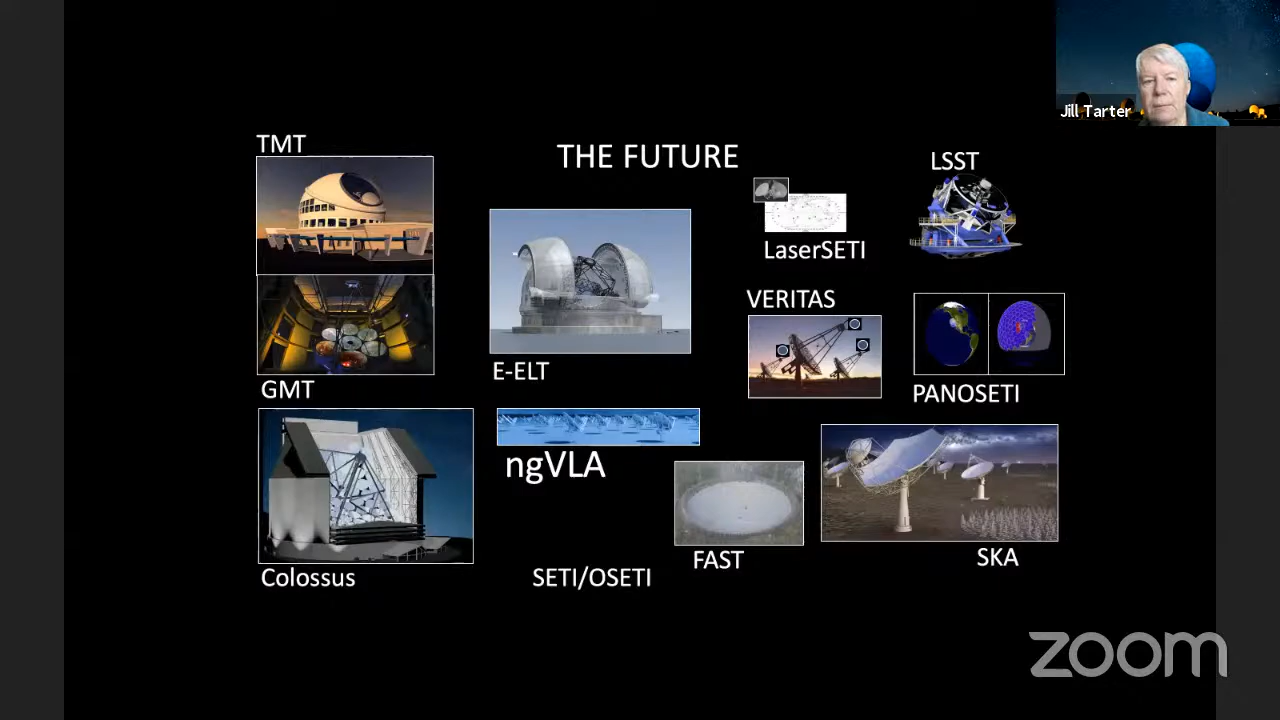 Jill Tarter
TMT
THE FUTURE
LSST
LaserSETI
VERITAS
E-ELT
GMT
PANOSETI
ngVLA
FAST
SKA
Colossus
SETI/OSETI
zoom